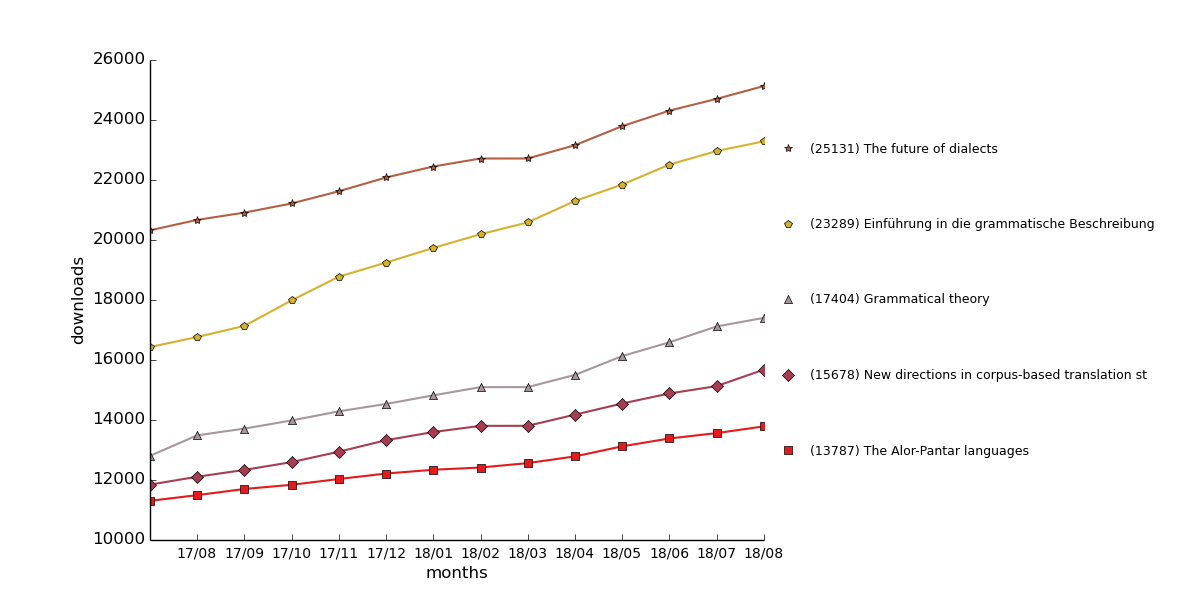 26000
24000
22000
20000
18000
16000
14000
12000
10000
downloads
17/08 17/09 17/10 17/11 17/12 18/01 18/02 18/03 18/04 18/05 18/06 18/07 18/08
months
(25131) The future of dialects
(23289) Einführung in die grammatische Beschreibung
(17404) Grammatical theory
(15678) New directions in corpus-based translation st
(13787) The Alor-Pantar languages